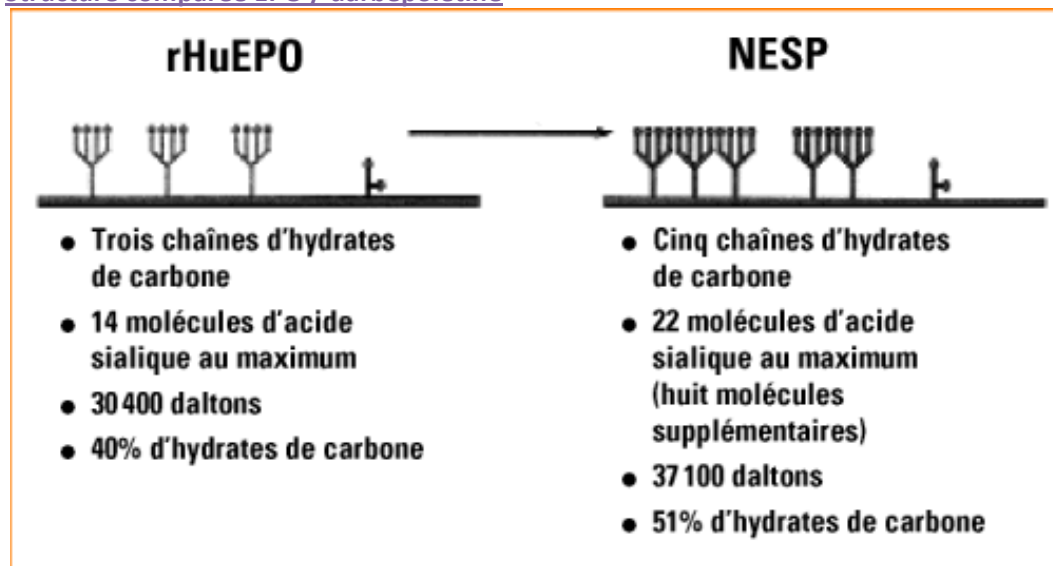 rHuEPO
NESP
● Trois chaînes d'hydrates
de carbone
● 14 molécules d'acide
sialique au maximum
● 30 400 daltons
● 40% d'hydrates de carbone
● Cinq chaînes d'hydrates
de carbone
● 22 molécules d'acide
sialique au maximum
(huit molécules
supplémentaires)
● 37 100 daltons
● 51% d'hydrates de carbone